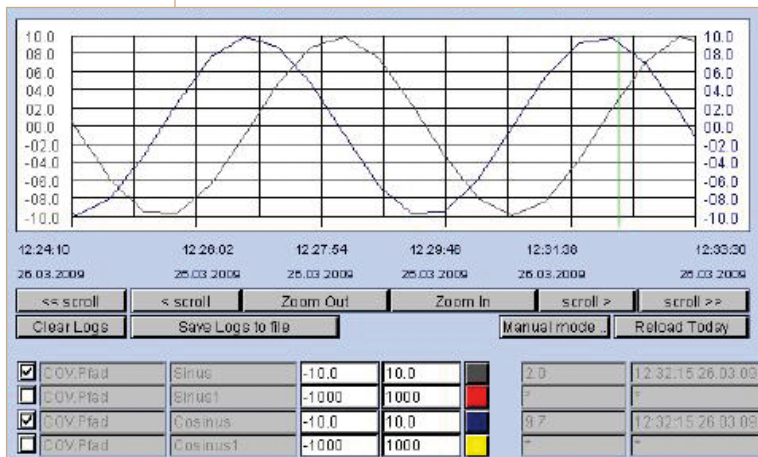 10.0 10.0
08.0 08.0
06.0 06.0
04.0 04.0
02.0 02.0
00.0 00.0
-02.0 -02.0
-04.0 -04.0
-06.0 -06.0
-08.0 -08.0
-10.0 -10.0
12:24:10 12:26:02 12:27:54 12:29:46 12:31:38 12:33:30
26.03.2009 26.03.2009 26.03.2009 26.03.2009 26.03.2009 26.03.2009
<< scroll < scroll Zoom Out Zoom In scroll > scroll >>
Clear Logs Save Logs to file Manual mode .. Reload Today
COV.Pfad Sinus -10.0 10.0 2.0 12:32:15 26.03.09
COV.Pfad Sinus1 -1000 1000 * *
COV.Pfad Cosinus -10.0 10.0 9.7 12:32:15 26.03.09
COV.Pfad Cosinus1 -1000 1000 * *